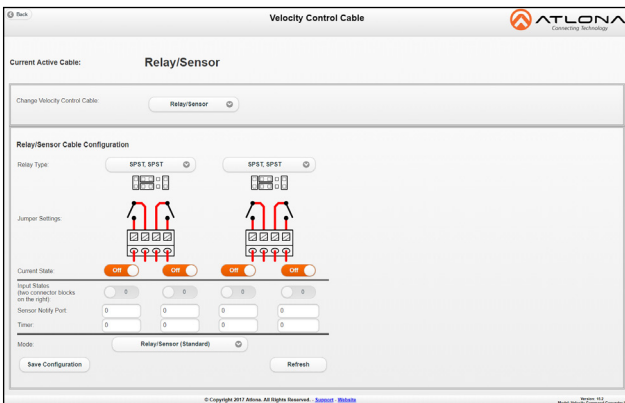 Back
Velocity Control Cable
ATLONA
Connecting Technology
Current Active Cable: Relay/Sensor
Change Velocity Control Cable: Relay/Sensor
Relay/Sensor Cable Configuration
Relay Type: SPST, SPST SPST, SPST
Jumper Settings:
Current State: Off Off Off Off
Input States
(two connector blocks
on the right):
0 0 0 0
Sensor Notify Port: 0 0 0 0
Timer: 0 0 0 0
Mode: Relay/Sensor (Standard)
Save Configuration Refresh
© Copyright 2017 Atlona. All Rights Reserved. - Support - Website
Version: